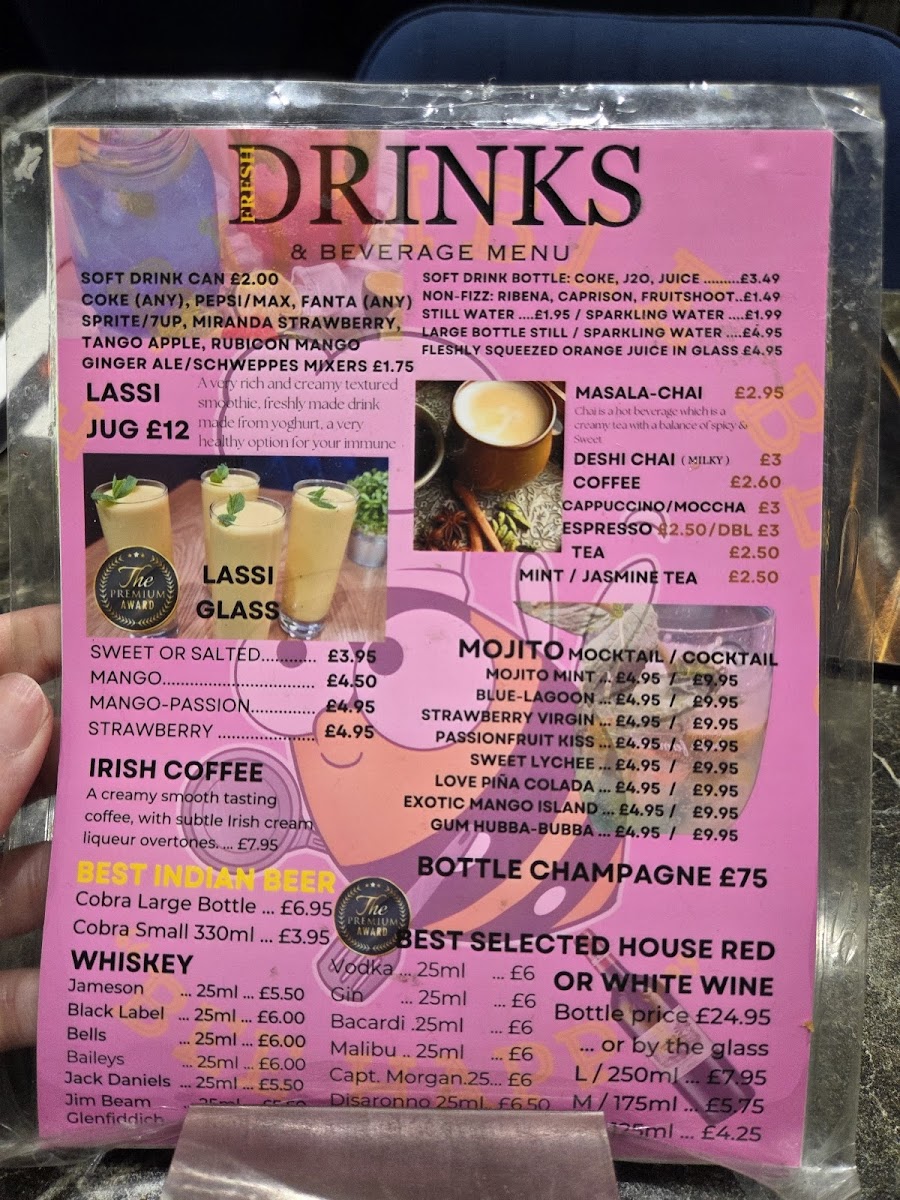 FRESH
DRINKS
& BEVERAGE MENU
SOFT DRINK CAN £2.00
COKE (ANY), PEPSI/MAX, FANTA (ANY)
SPRITE/7UP, MIRANDA STRAWBERRY,
TANGO APPLE, RUBICON MANGO
GINGER ALE/SCHWEPPES MIXERS £1.75
SOFT DRINK BOTTLE: COKE, J2O, JUICE .........£3.49
NON-FIZZ: RIBENA, CAPRISON, FRUITSHOOT..£1.49
STILL WATER ....£1.95 / SPARKLING WATER ....£1.99
LARGE BOTTLE STILL / SPARKLING WATER ....£4.95
FLESHLY SQUEEZED ORANGE JUICE IN GLASS £4.95
LASSI
JUG £12
A very rich and creamy textured
smoothie, freshly made drink
made from yoghurt, a very
healthy option for your immune
The
PREMIUM
AWARD
LASSI
GLASS
SWEET OR SALTED............ £3.95
MANGO................................. £4.50
MANGO-PASSION.............. £4.95
STRAWBERRY ..................... £4.95
MASALA-CHAI £2.95
Chai is a hot beverage which is a
creamy tea with a balance of spicy &
Sweet
DESHI CHAI (MILKY) £3
COFFEE £2.60
CAPPUCCINO/MOCCHA £3
ESPRESSO £2.50/DBL £3
TEA £2.50
MINT / JASMINE TEA £2.50
MOJITO MOCKTAIL / COCKTAIL
MOJITO MINT ... £4.95 / £9.95
BLUE-LAGOON ... £4.95 / £9.95
STRAWBERRY VIRGIN ... £4.95 / £9.95
PASSIONFRUIT KISS ... £4.95 / £9.95
SWEET LYCHEE ... £4.95 / £9.95
LOVE PIÑA COLADA ... £4.95 / £9.95
EXOTIC MANGO ISLAND ... £4.95 / £9.95
GUM HUBBA-BUBBA ... £4.95 / £9.95
IRISH COFFEE
A creamy smooth tasting
coffee, with subtle Irish cream
liqueur overtones. ... £7.95
BOTTLE CHAMPAGNE £75
BEST INDIAN BEER
Cobra Large Bottle ... £6.95
Cobra Small 330ml ... £3.95
The
PREMIUM
AWARD
WHISKEY
Jameson ... 25ml ... £5.50
Black Label ... 25ml ... £6.00
Bells ... 25ml ... £6.00
Baileys ... 25ml ... £6.00
Jack Daniels ... 25ml ... £5.50
Jim Beam ... 25ml ... £5.50
Glenfiddich
Vodka ... 25ml ... £6
Gin ... 25ml ... £6
Bacardi .25ml ... £6
Malibu .. 25ml ... £6
Capt. Morgan.25... £6
Disaronno 25ml. £6.50
BEST SELECTED HOUSE RED
OR WHITE WINE
Bottle price £24.95
... or by the glass
L / 250ml ... £7.95
M / 175ml ... £5.75
125ml ... £4.25